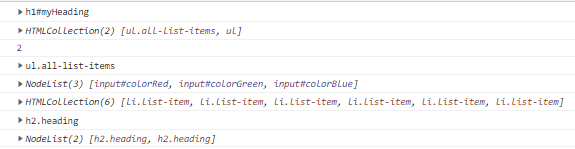 h1#myHeading
HTMLCollection(2) [ul.all-list-items, ul]
2
ul.all-list-items
NodeList(3) [input#colorRed, input#colorGreen, input#colorBlue]
HTMLCollection(6) [li.list-item, li.list-item, li.list-item, li.list-item, li.list-item, li.list-item]
h2.heading
NodeList(2) [h2.heading, h2.heading]